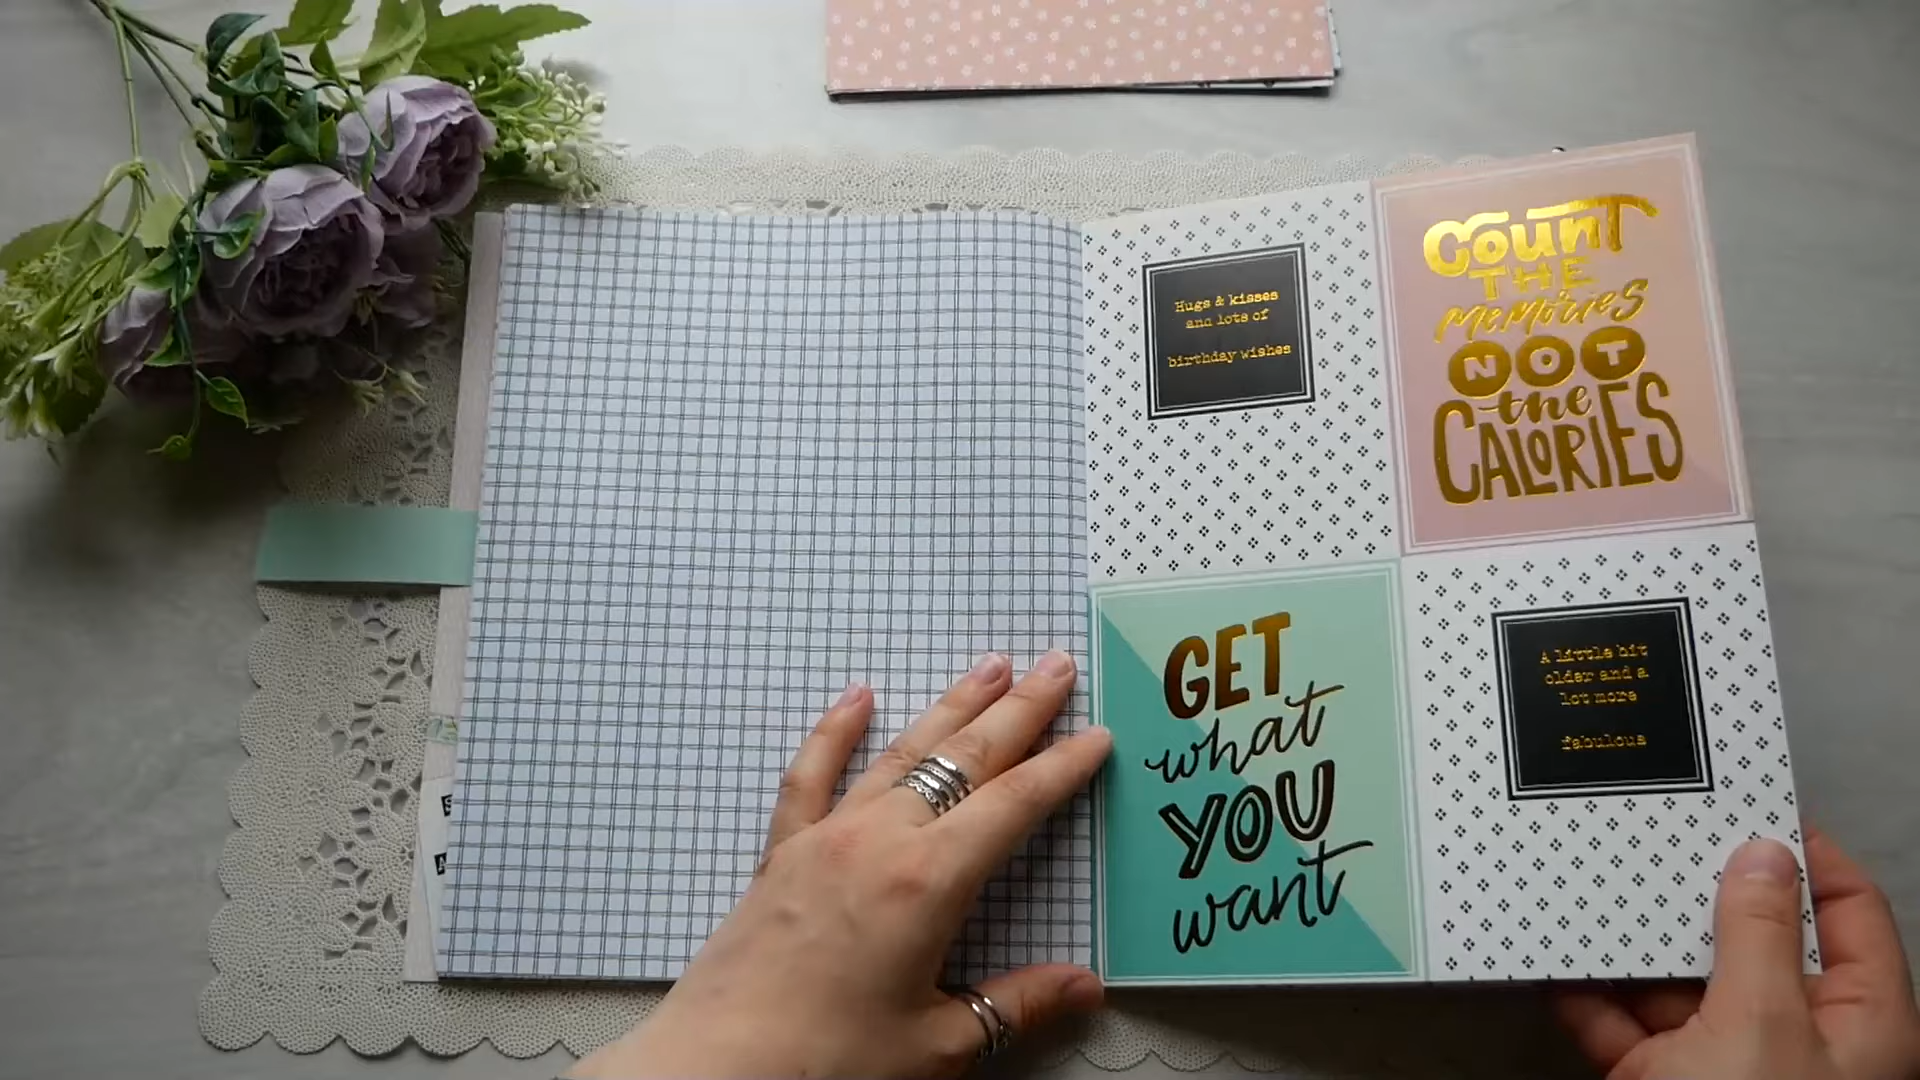 Hugs & kisses
and lots of
birthday wishes
COUNT
THE
MEMORIES
NOT
the
CALORIES
GET
what
YOU
want
A little bit
older and a
lot more
fabulous